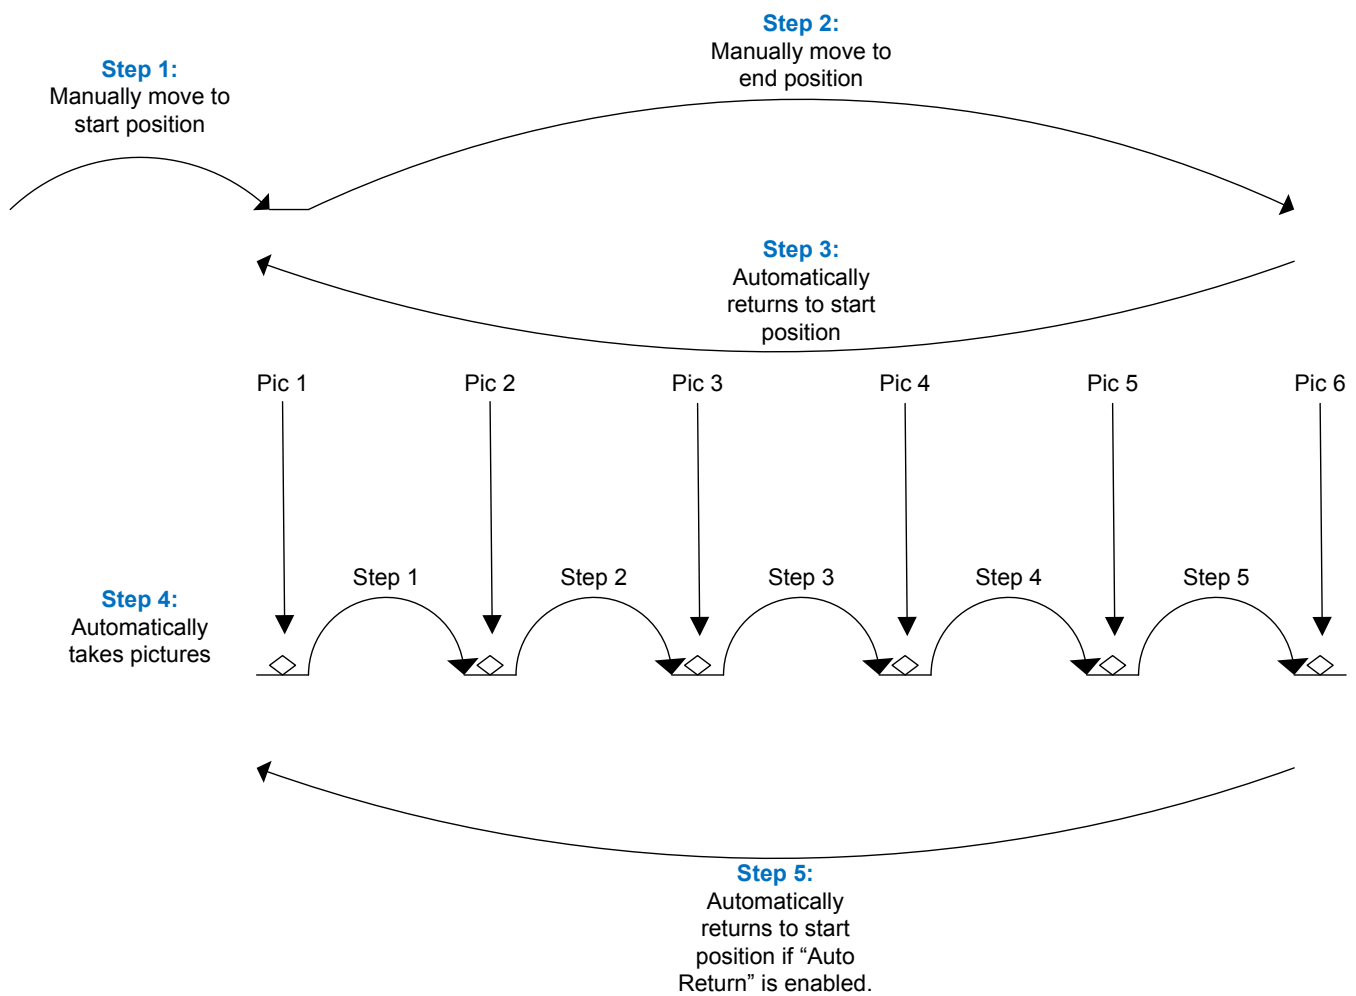 Step 1:
Manually move to
start position
Step 2:
Manually move to
end position
Step 3:
Automatically
returns to start
position
Pic 1
Pic 2
Pic 3
Pic 4
Pic 5
Pic 6
Step 4:
Automatically
takes pictures
Step 1
Step 2
Step 3
Step 4
Step 5
Step 5:
Automatically
returns to start
position if “Auto
Return” is enabled.